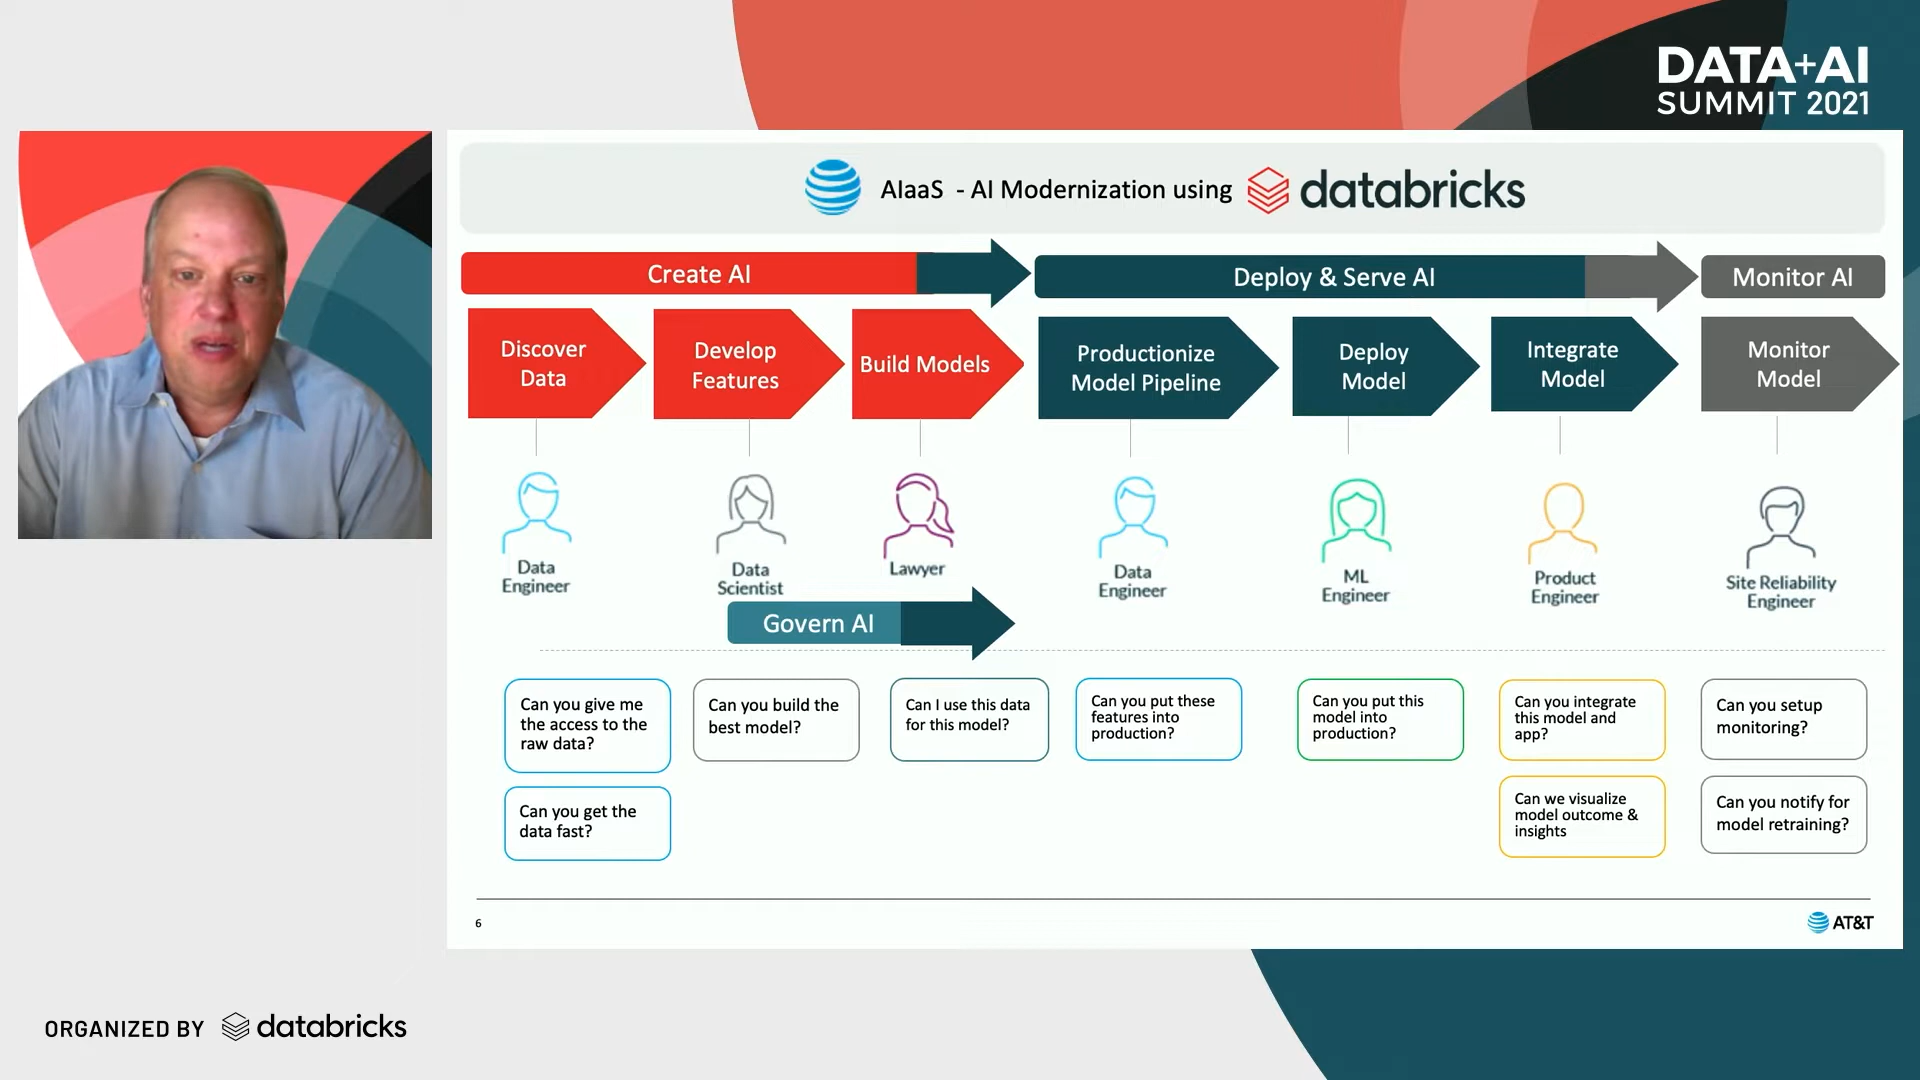 DATA+AI
SUMMIT 2021
AIaaS - AI Modernization using databricks
Create AI
Deploy & Serve AI
Monitor AI
Discover
Data
Develop
Features
Build Models
Productionize
Model Pipeline
Deploy
Model
Integrate
Model
Monitor
Model
Data
Engineer
Data
Scientist
Lawyer
Data
Engineer
ML
Engineer
Product
Engineer
Site Reliability
Engineer
Govern AI
Can you give me
the access to the
raw data?
Can you build the
best model?
Can I use this data
for this model?
Can you put these
features into
production?
Can you put this
model into
production?
Can you integrate
this model and
app?
Can you setup
monitoring?
Can you get the
data fast?
Can we visualize
model outcome &
insights
Can you notify for
model retraining?
6
AT&T
ORGANIZED BY databricks